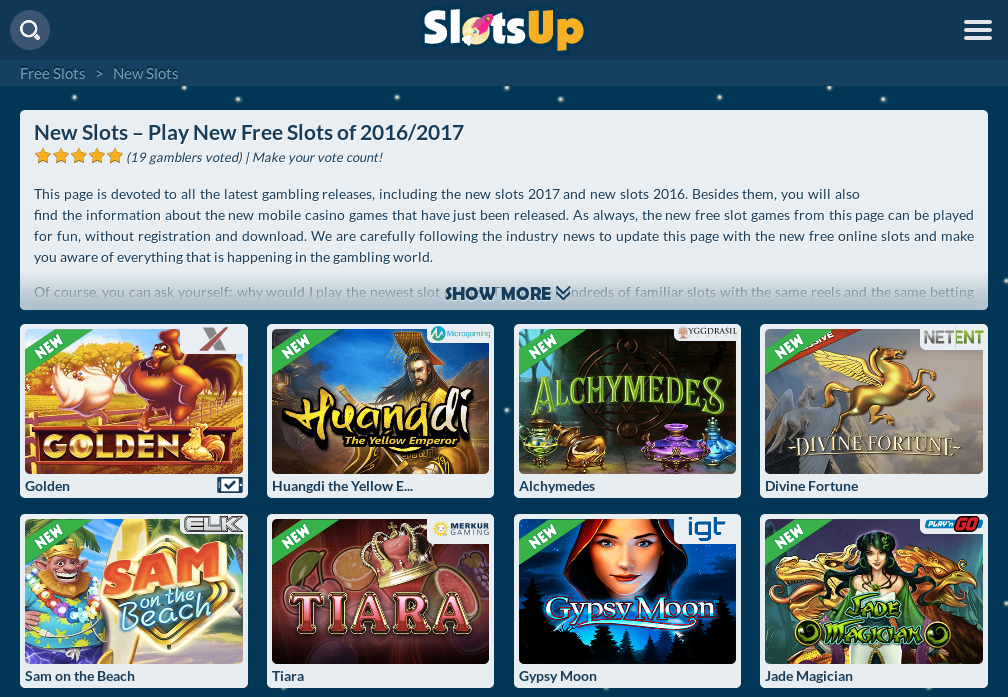 SlotsUp
Free Slots > New Slots
New Slots – Play New Free Slots of 2016/2017
(19 gamblers voted) | Make your vote count!
This page is devoted to all the latest gambling releases, including the new slots 2017 and new slots 2016. Besides them, you will also
find the information about the new mobile casino games that have just been released. As always, the new free slot games from this page can be played
for fun, without registration and download. We are carefully following the industry news to update this page with the new free online slots and make
you aware of everything that is happening in the gambling world.
Of course, you can ask yourself: why would I play the newest slot hundreds of familiar slots with the same reels and the same betting
SHOW MORE
NEW
GOLDEN
Golden
NEW
Microgaming
Huangdi
The Yellow Emperor
Huangdi the Yellow E...
NEW
YGGDRASIL
ALCHYMEDES
Alchymedes
NEW
NETENT
DIVINE FORTUNE
Divine Fortune
NEW
ELK
SAM
on the
Beach
Sam on the Beach
NEW
MERKUR
GAMING
TIARA
Tiara
NEW
igt
Gypsy Moon
Gypsy Moon
NEW
PLAY'n GO
JADE
MAGICIAN
Jade Magician